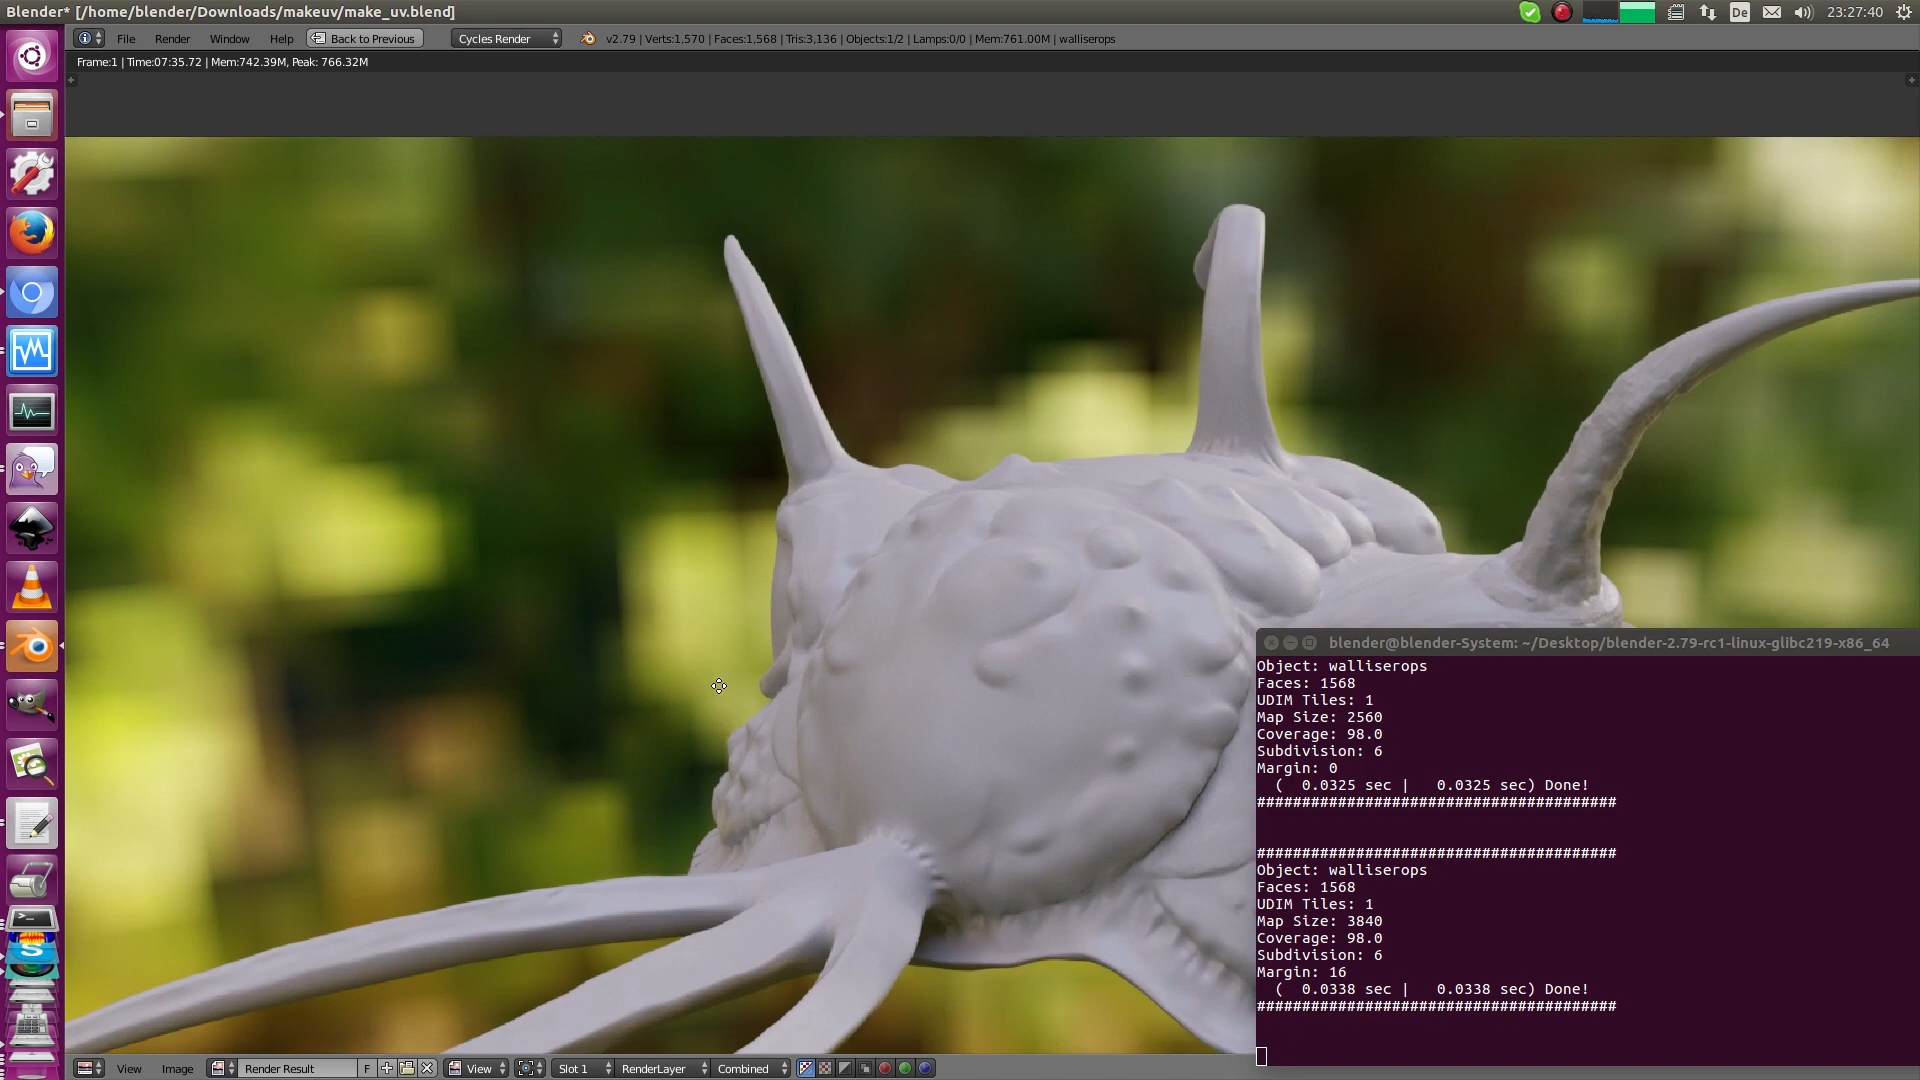 Blender* [/home/blender/Downloads/makeuv/make_uv.blend]
De
23:27:40
File
Render
Window
Help
Back to Previous
Cycles Render
v2.79 | Verts:1,570 | Faces:1,568 | Tris:3,136 | Objects:1/2 | Lamps:0/0 | Mem:761.00M | walliserops
Frame:1 | Time:07:35.72 | Mem:742.39M, Peak: 766.32M
blender@blender-System: ~/Desktop/blender-2.79-rc1-linux-glibc219-x86_64
Object: walliserops
Faces: 1568
UDIM Tiles: 1
Map Size: 2560
Coverage: 98.0
Subdivision: 6
Margin: 0
(  0.0325 sec |   0.0325 sec) Done!
########################################
########################################
Object: walliserops
Faces: 1568
UDIM Tiles: 1
Map Size: 3840
Coverage: 98.0
Subdivision: 6
Margin: 16
(  0.0338 sec |   0.0338 sec) Done!
########################################
View
Image
Render Result
F
View
Slot 1
RenderLayer
Combined